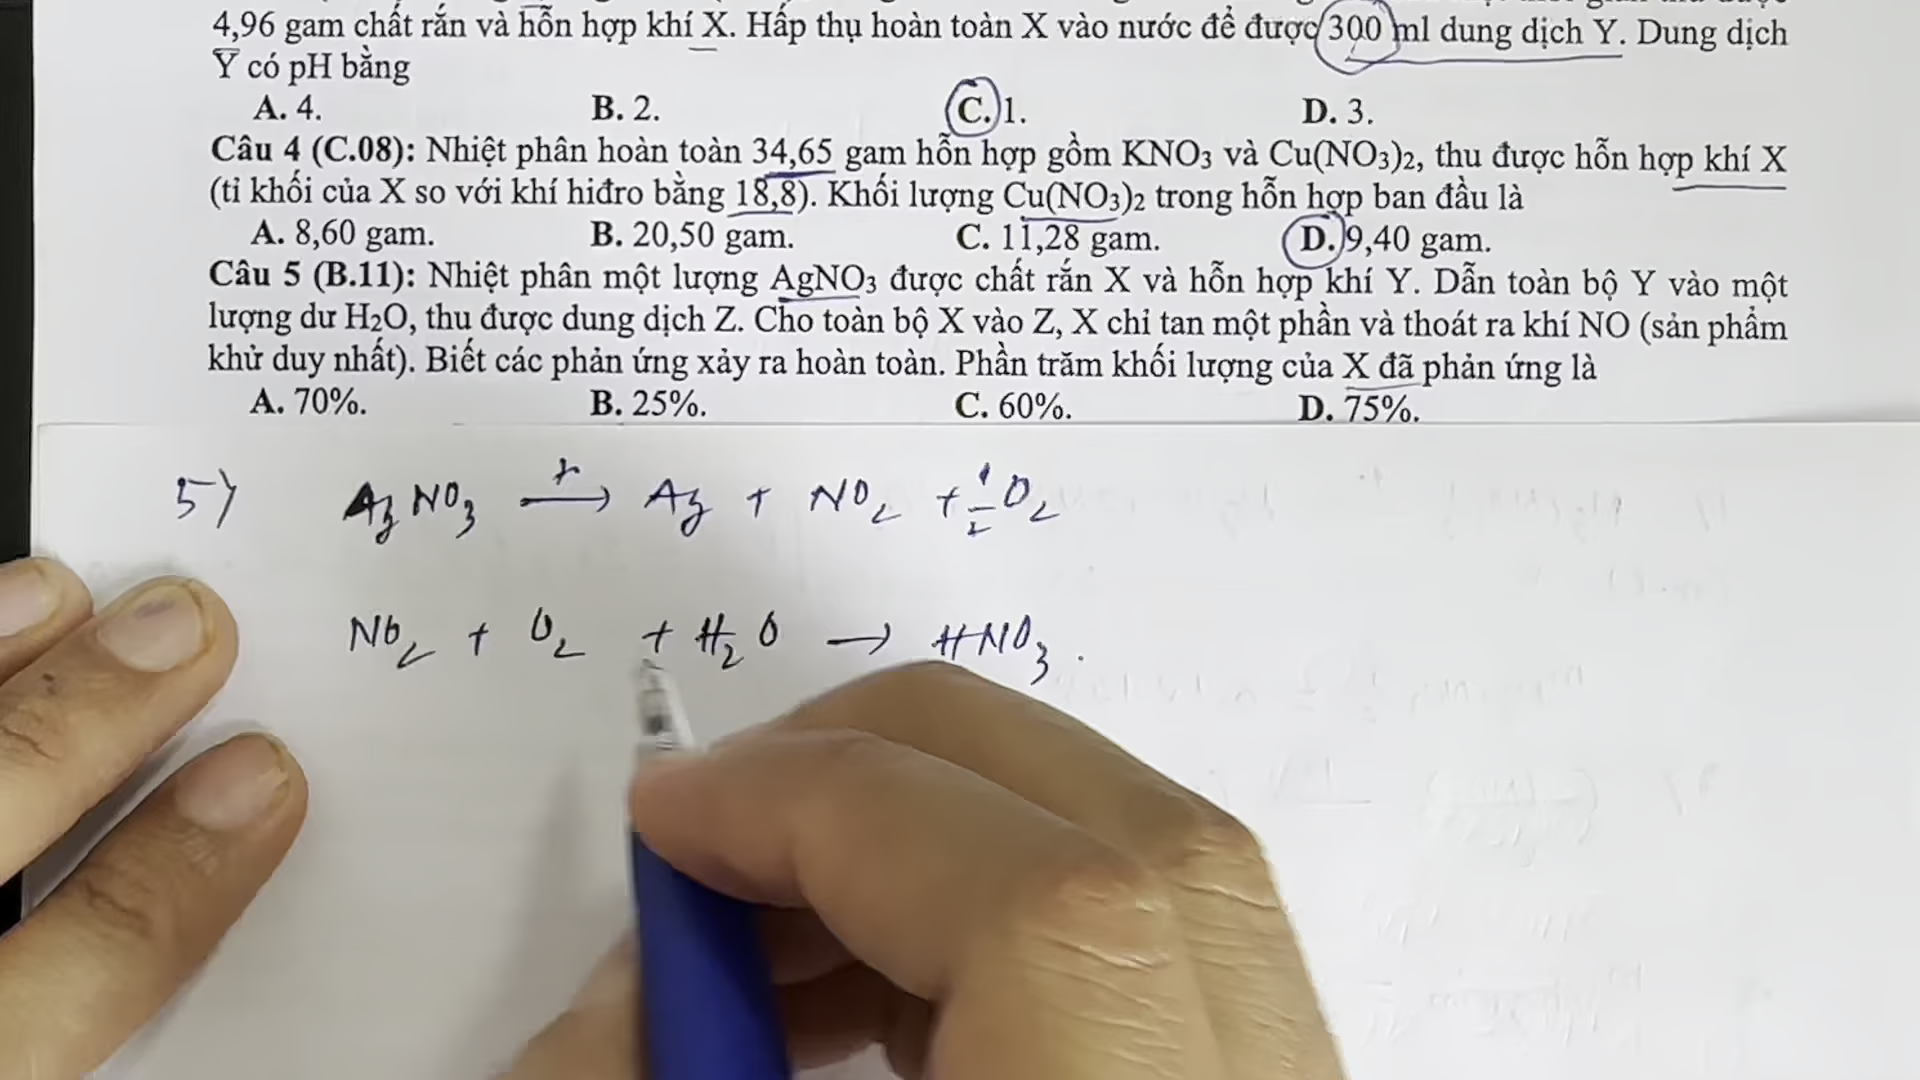 4,96 gam chất rắn và hỗn hợp khí X. Hấp thụ hoàn toàn X vào nước để được 300 ml dung dịch Y. Dung dịch
Y có pH bằng
A. 4. B. 2. C. 1. D. 3.
Câu 4 (C.08): Nhiệt phân hoàn toàn 34,65 gam hỗn hợp gồm KNO3 và Cu(NO3)2, thu được hỗn hợp khí X
(tỉ khối của X so với khí hiđro bằng 18,8). Khối lượng Cu(NO3)2 trong hỗn hợp ban đầu là
A. 8,60 gam. B. 20,50 gam. C. 11,28 gam. D. 9,40 gam.
Câu 5 (B.11): Nhiệt phân một lượng AgNO3 được chất rắn X và hỗn hợp khí Y. Dẫn toàn bộ Y vào một
lượng dư H2O, thu được dung dịch Z. Cho toàn bộ X vào Z, X chỉ tan một phần và thoát ra khí NO (sản phẩm
khử duy nhất). Biết các phản ứng xảy ra hoàn toàn. Phần trăm khối lượng của X đã phản ứng là
A. 70%. B. 25%. C. 60%. D. 75%.
5) AgNO3 t→ Ag + NO2 + 1/2 O2
NO2 + O2 + H2O → HNO3.